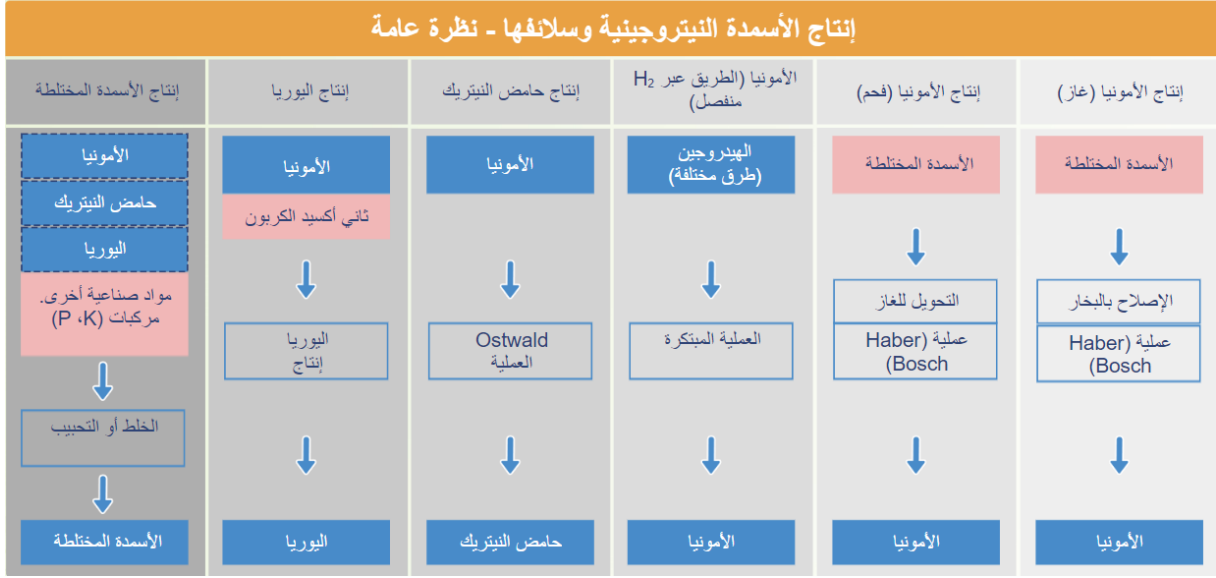 إنتاج الأسمدة النيتروجينية وسلائفها - نظرة عامة
إنتاج الأمونيا (غاز)
إنتاج الأمونيا (فحم)
الأمونيا (الطريق عبر H₂
منفصل)
إنتاج حامض النيتريك
إنتاج اليوريا
إنتاج الأسمدة المختلطة
الأسمدة المختلطة
الإصلاح بالبخار
عملية (Haber
Bosch)
الأمونيا
الأسمدة المختلطة
التحويل للغاز
عملية (Haber
Bosch)
الأمونيا
الهيدروجين
(طرق مختلفة)
العملية المبتكرة
الأمونيا
الأمونيا
Ostwald
العملية
حامض النيتريك
الأمونيا
ثاني أكسيد الكربون
اليوريا
إنتاج
اليوريا
الأمونيا
حامض النيتريك
اليوريا
مواد صناعية أخرى.
مركبات (P ،K)
الخلط أو التحبيب
الأسمدة المختلطة